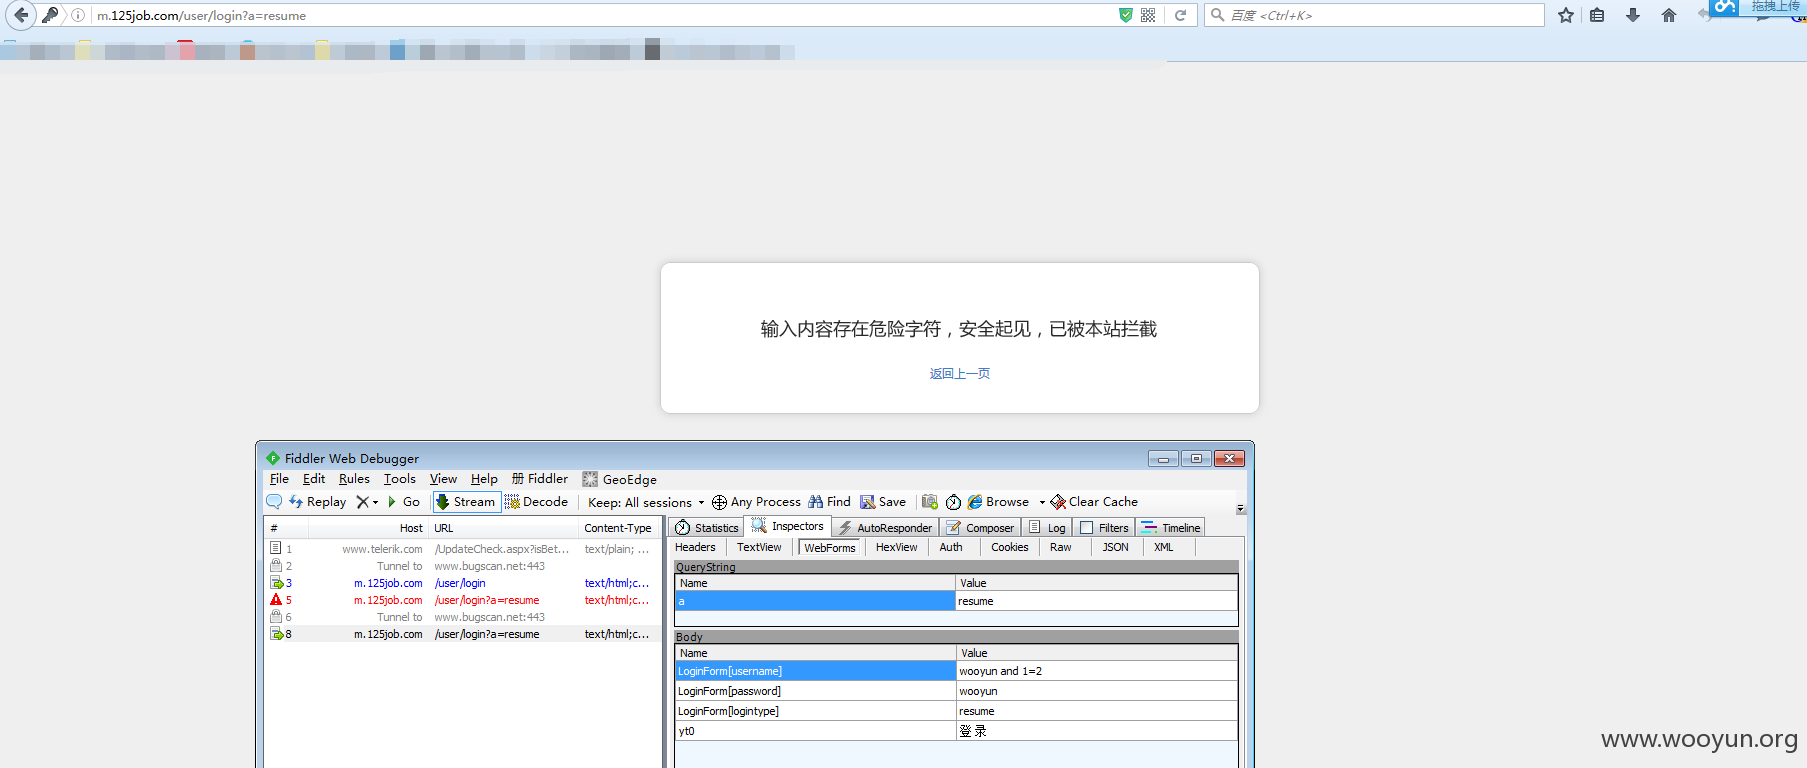 m.125job.com/user/login?a=resume
百度 <Ctrl+K>
拖拽上传
输入内容存在危险字符，安全起见，已被本站拦截
返回上一页
Fiddler Web Debugger
File Edit Rules Tools View Help 册 Fiddler GeoEdge
Replay Go Stream Decode Keep: All sessions Any Process Find Save Browse Clear Cache
# Host URL Content-Type
1 www.telerik.com /UpdateCheck.aspx?isBet... text/plain; ...
2 Tunnel to www.bugscan.net:443
3 m.125job.com /user/login text/html;c...
5 m.125job.com /user/login?a=resume text/html;c...
6 Tunnel to www.bugscan.net:443
8 m.125job.com /user/login?a=resume text/html;c...
Statistics Inspectors AutoResponder Composer Log Filters Timeline
Headers TextView WebForms HexView Auth Cookies Raw JSON XML
QueryString
Name Value
a resume
Body
Name Value
LoginForm[username] wooyun and 1=2
LoginForm[password] wooyun
LoginForm[logintype] resume
yt0 登 录
www.wooyun.org